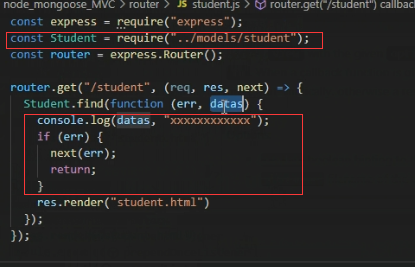 node_mongoose_MVC > router > JS student.js > router.get("/student") callback
const express = require("express");
const Student = require("../models/student");
const router = express.Router();
router.get("/student", (req, res, next) => {
Student.find(function (err, datas) {
console.log(datas, "xxxxxxxxxxxx");
if (err) {
next(err);
return;
}
res.render("student.html")
});
});